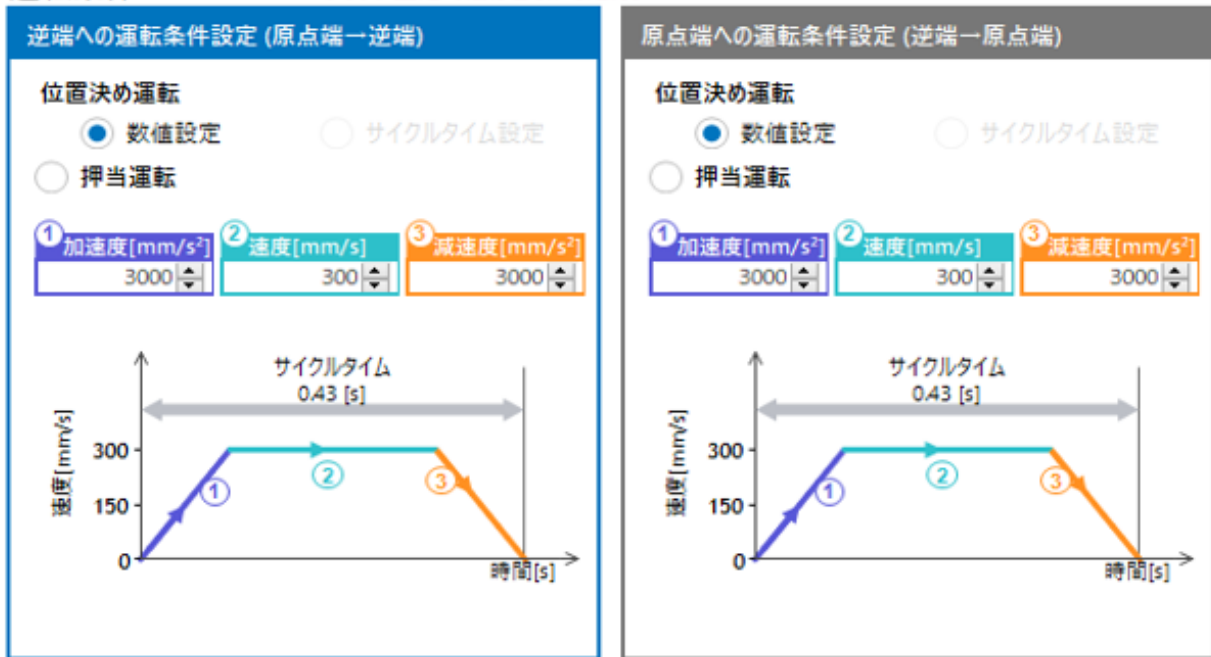 逆端への運転条件設定 (原点端→逆端)
位置決め運転
数値設定
サイクルタイム設定
押当運転
① 加速度[mm/s²]
3000
② 速度[mm/s]
300
③ 減速度[mm/s²]
3000
サイクルタイム
0.43 [s]
速度[mm/s]
300
150
0
①
②
③
時間[s]
原点端への運転条件設定 (逆端→原点端)
位置決め運転
数値設定
サイクルタイム設定
押当運転
① 加速度[mm/s²]
3000
② 速度[mm/s]
300
③ 減速度[mm/s²]
3000
サイクルタイム
0.43 [s]
速度[mm/s]
300
150
0
①
②
③
時間[s]